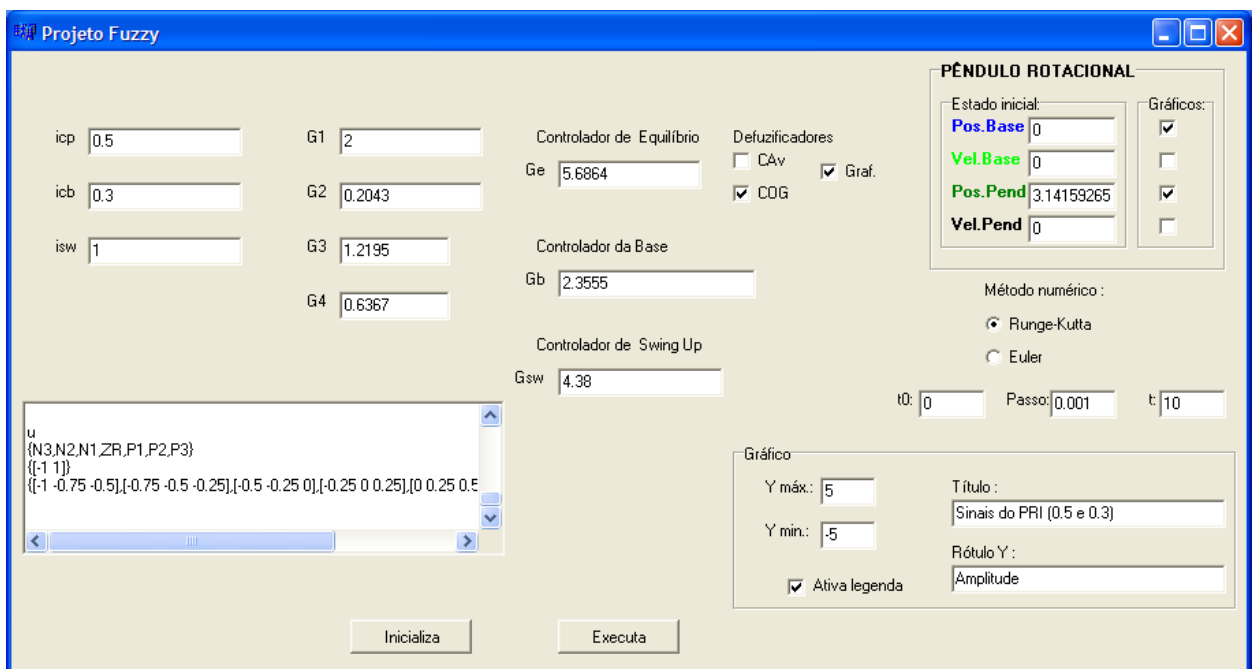 Projeto Fuzzy
icp 0.5
icb 0.3
isw 1
G1 2
G2 0.2043
G3 1.2195
G4 0.6367
Controlador de Equilíbrio
Ge 5.6864
Controlador da Base
Gb 2.3555
Controlador de Swing Up
Gsw 4.38
Defuzificadores
CAv
COG
Graf.
PÊNDULO ROTACIONAL
Estado inicial:
Gráficos:
Pos.Base 0
Vel.Base 0
Pos.Pend 3.14159265
Vel.Pend 0
Método numérico :
Runge-Kutta
Euler
t0: 0 Passo: 0.001 t: 10
u
{N3,N2,N1,ZR,P1,P2,P3}
{[-1 1]}
{[-1 -0.75 -0.5],[-0.75 -0.5 -0.25],[-0.5 -0.25 0],[-0.25 0 0.25],[0 0.25 0.5
Gráfico
Y máx.: 5
Y min.: -5
Ativa legenda
Título :
Sinais do PRI (0.5 e 0.3)
Rótulo Y :
Amplitude
Inicializa
Executa